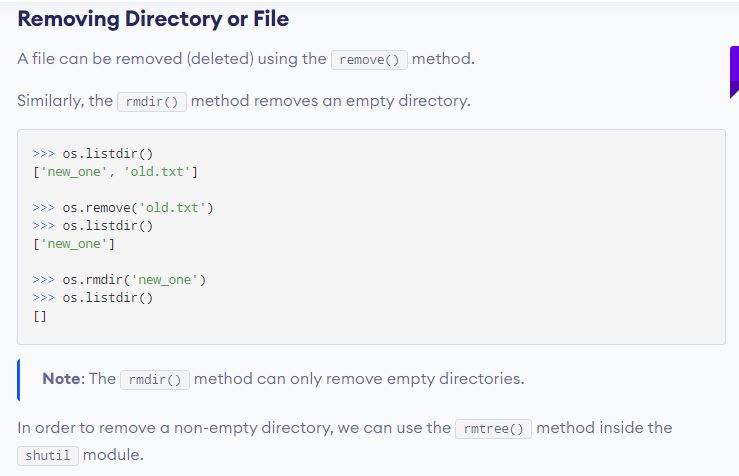 Removing Directory or File
A file can be removed (deleted) using the remove() method.
Similarly, the rmdir() method removes an empty directory.
>>> os.listdir()
['new_one', 'old.txt']
>>> os.remove('old.txt')
>>> os.listdir()
['new_one']
>>> os.rmdir('new_one')
>>> os.listdir()
[]
Note: The rmdir() method can only remove empty directories.
In order to remove a non-empty directory, we can use the rmtree() method inside the
shutil module.